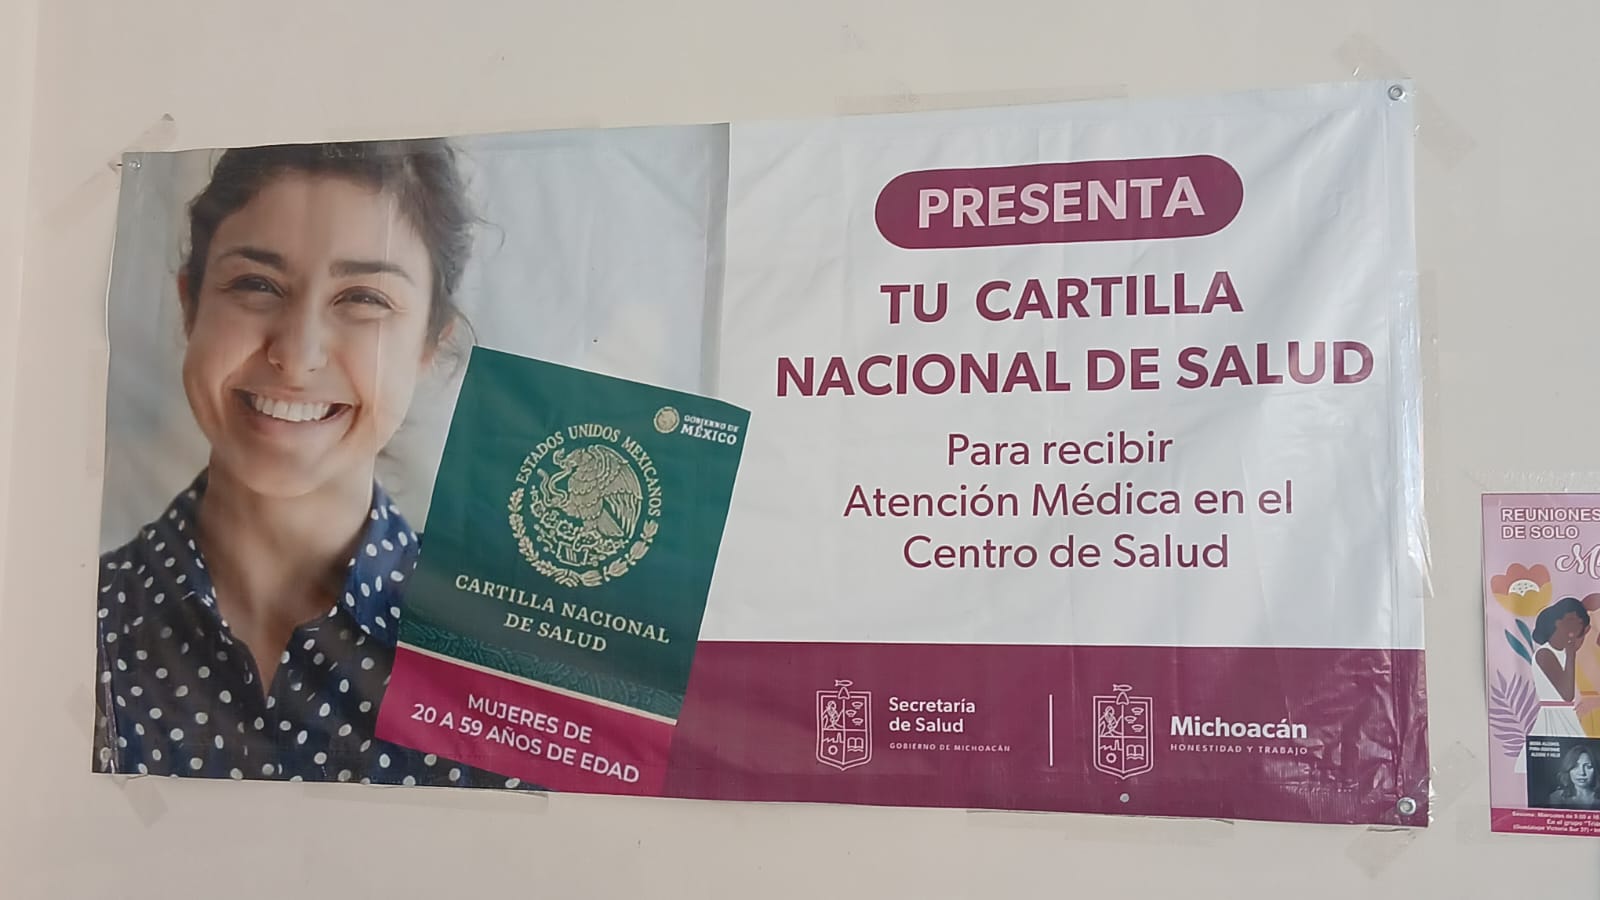 PRESENTA
TU CARTILLA
NACIONAL DE SALUD
Para recibir
Atención Médica en el
Centro de Salud
GOBIERNO DE
MÉXICO
ESTADOS UNIDOS MEXICANOS
CARTILLA NACIONAL
DE SALUD
MUJERES DE
20 A 59 AÑOS DE EDAD
Secretaría
de Salud
GOBIERNO DE MICHOACÁN
Michoacán
HONESTIDAD Y TRABAJO
REUNIONES
DE SOLO